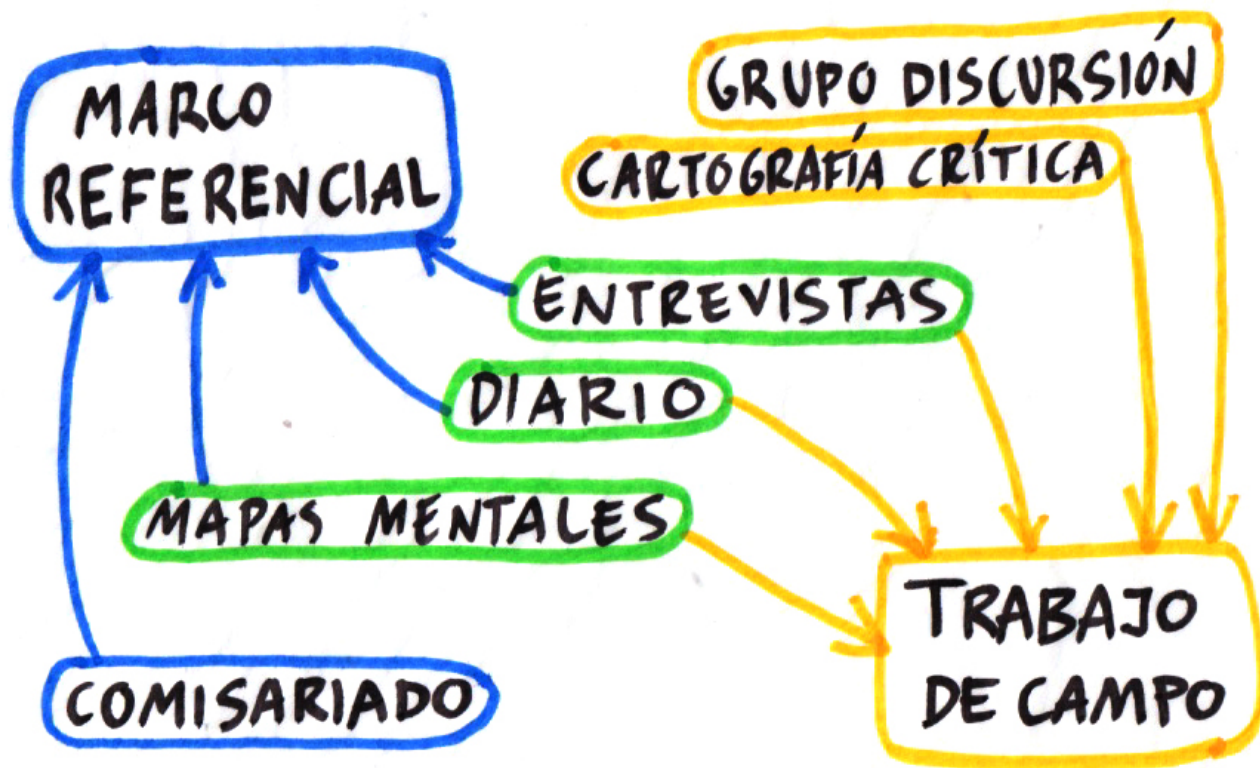 MARCO
REFERENCIAL
GRUPO DISCURSIÓN
CARTOGRAFÍA CRÍTICA
ENTREVISTAS
DIARIO
MAPAS MENTALES
COMISARIADO
TRABAJO
DE CAMPO